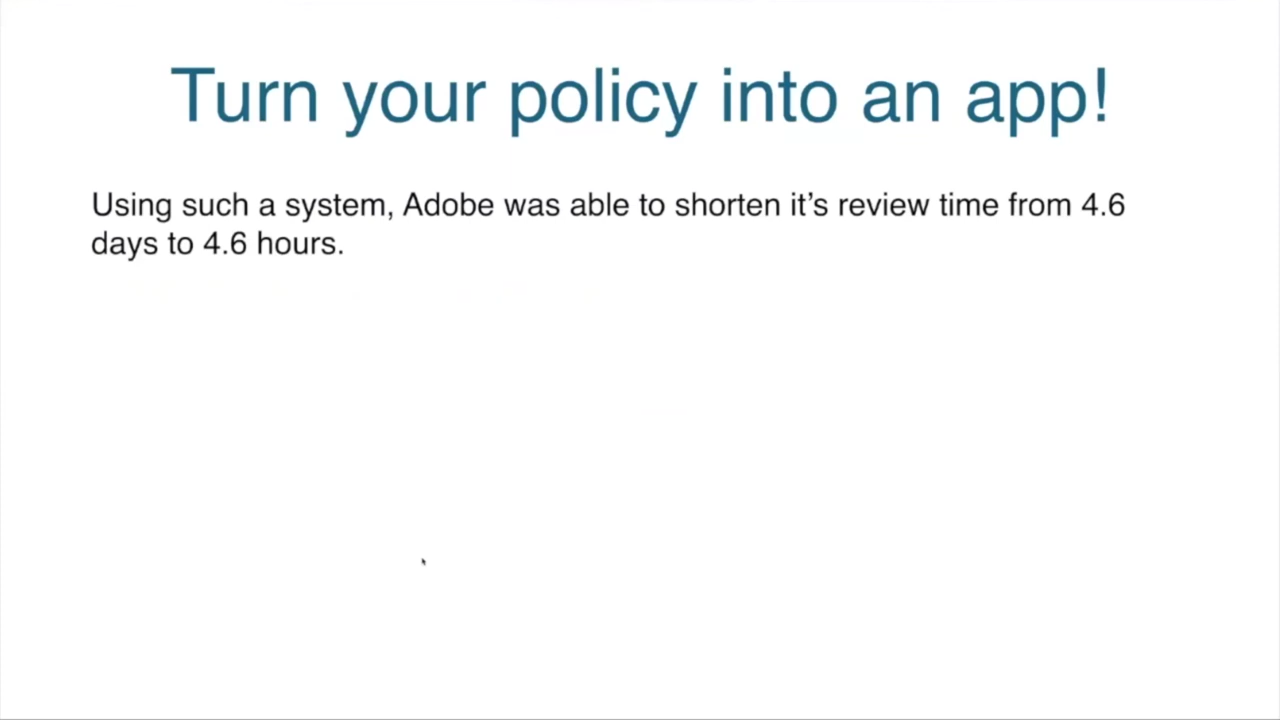 Turn your policy into an app!
Using such a system, Adobe was able to shorten it’s review time from 4.6
days to 4.6 hours.